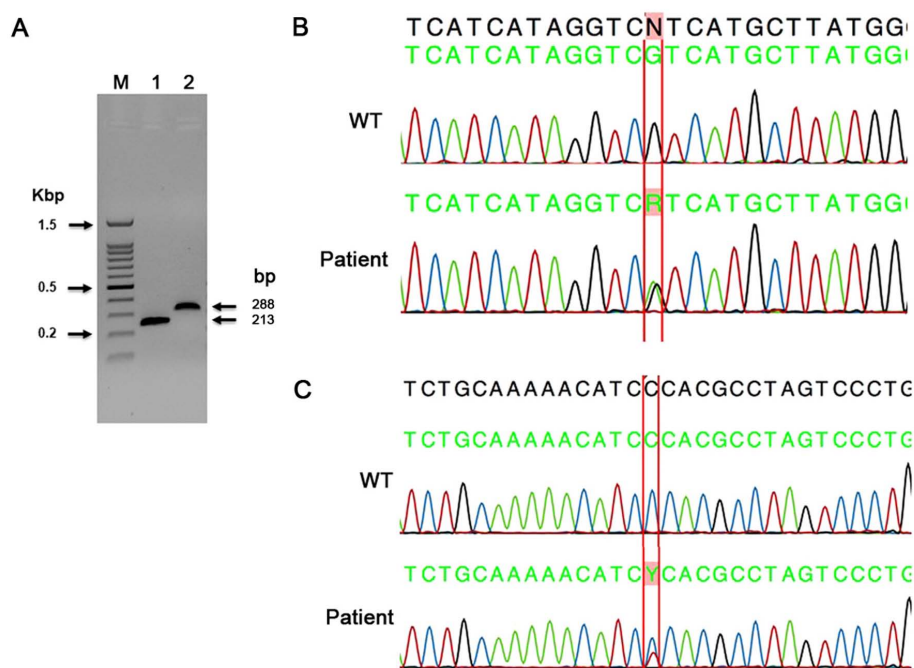 A
M 1 2
Kbp
1.5
0.5
0.2
bp
288
213
B
TCATCATAGGTCNTCATGCTTATGG
TCATCATAGGTCGTCATGCTTATGG
WT
TCATCATAGGTCRTCATGCTTATGG
Patient
C
TCTGCAAAAACATCCCACGCCTAGTCCCTG
TCTGCAAAAACATCCCACGCCTAGTCCCTG
WT
TCTGCAAAAACATCYCACGCCTAGTCCCTG
Patient